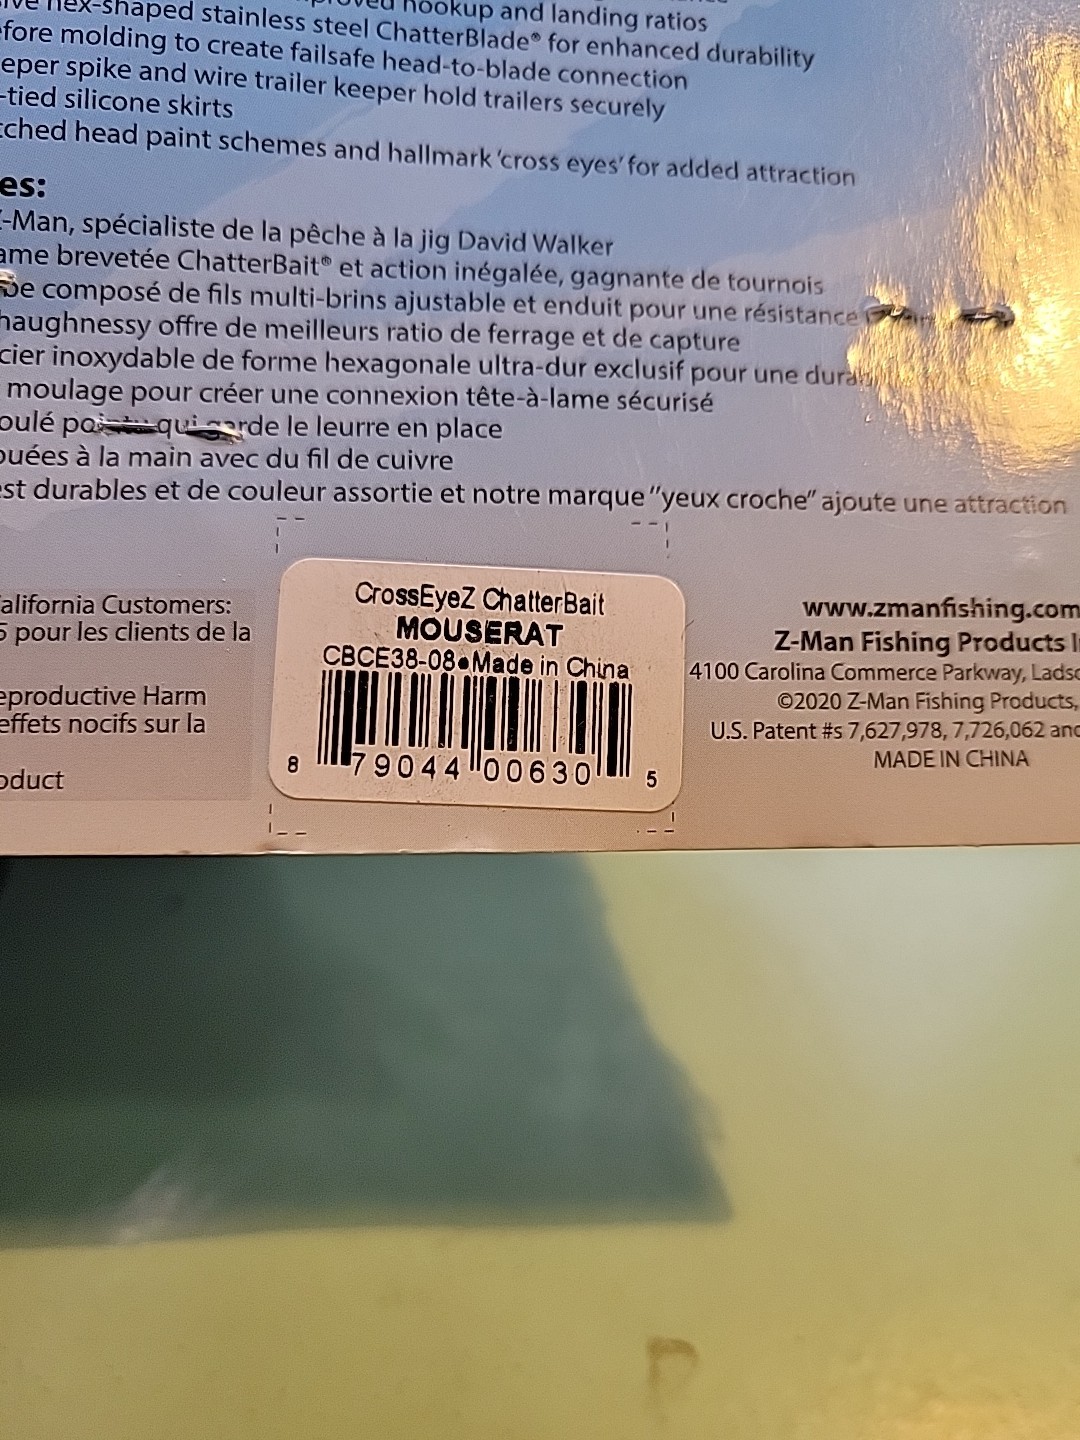 hex-shaped stainless steel ChatterBlade® for enhanced durability
hookup and landing ratios
molding to create failsafe head-to-blade connection
spike and wire trailer keeper hold trailers securely
-tied silicone skirts
head paint schemes and hallmark 'cross eyes' for added attraction
es:
-Man, spécialiste de la pêche à la jig David Walker
brevetée ChatterBait® et action inégalée, gagnante de tournois
composé de fils multi-brins ajustable et enduit pour une résistance
haughnessy offre de meilleurs ratio de ferrage et de capture
cier inoxydable de forme hexagonale ultra-dur exclusif pour une dura
moulage pour créer une connexion tête-à-lame sécurisé
oulé qui garde le leurre en place
ouées à la main avec du fil de cuivre
est durables et de couleur assortie et notre marque "yeux croche" ajoute une attraction
alifornia Customers:
5 pour les clients de la
eproductive Harm
effets nocifs sur la
oduct
CrossEyeZ ChatterBait
MOUSERAT
CBCE38-08•Made in China
8 79044 00630 5
www.zmanfishing.com
Z-Man Fishing Products
4100 Carolina Commerce Parkway, Ladso
©2020 Z-Man Fishing Products,
U.S. Patent #s 7,627,978, 7,726,062 and
MADE IN CHINA